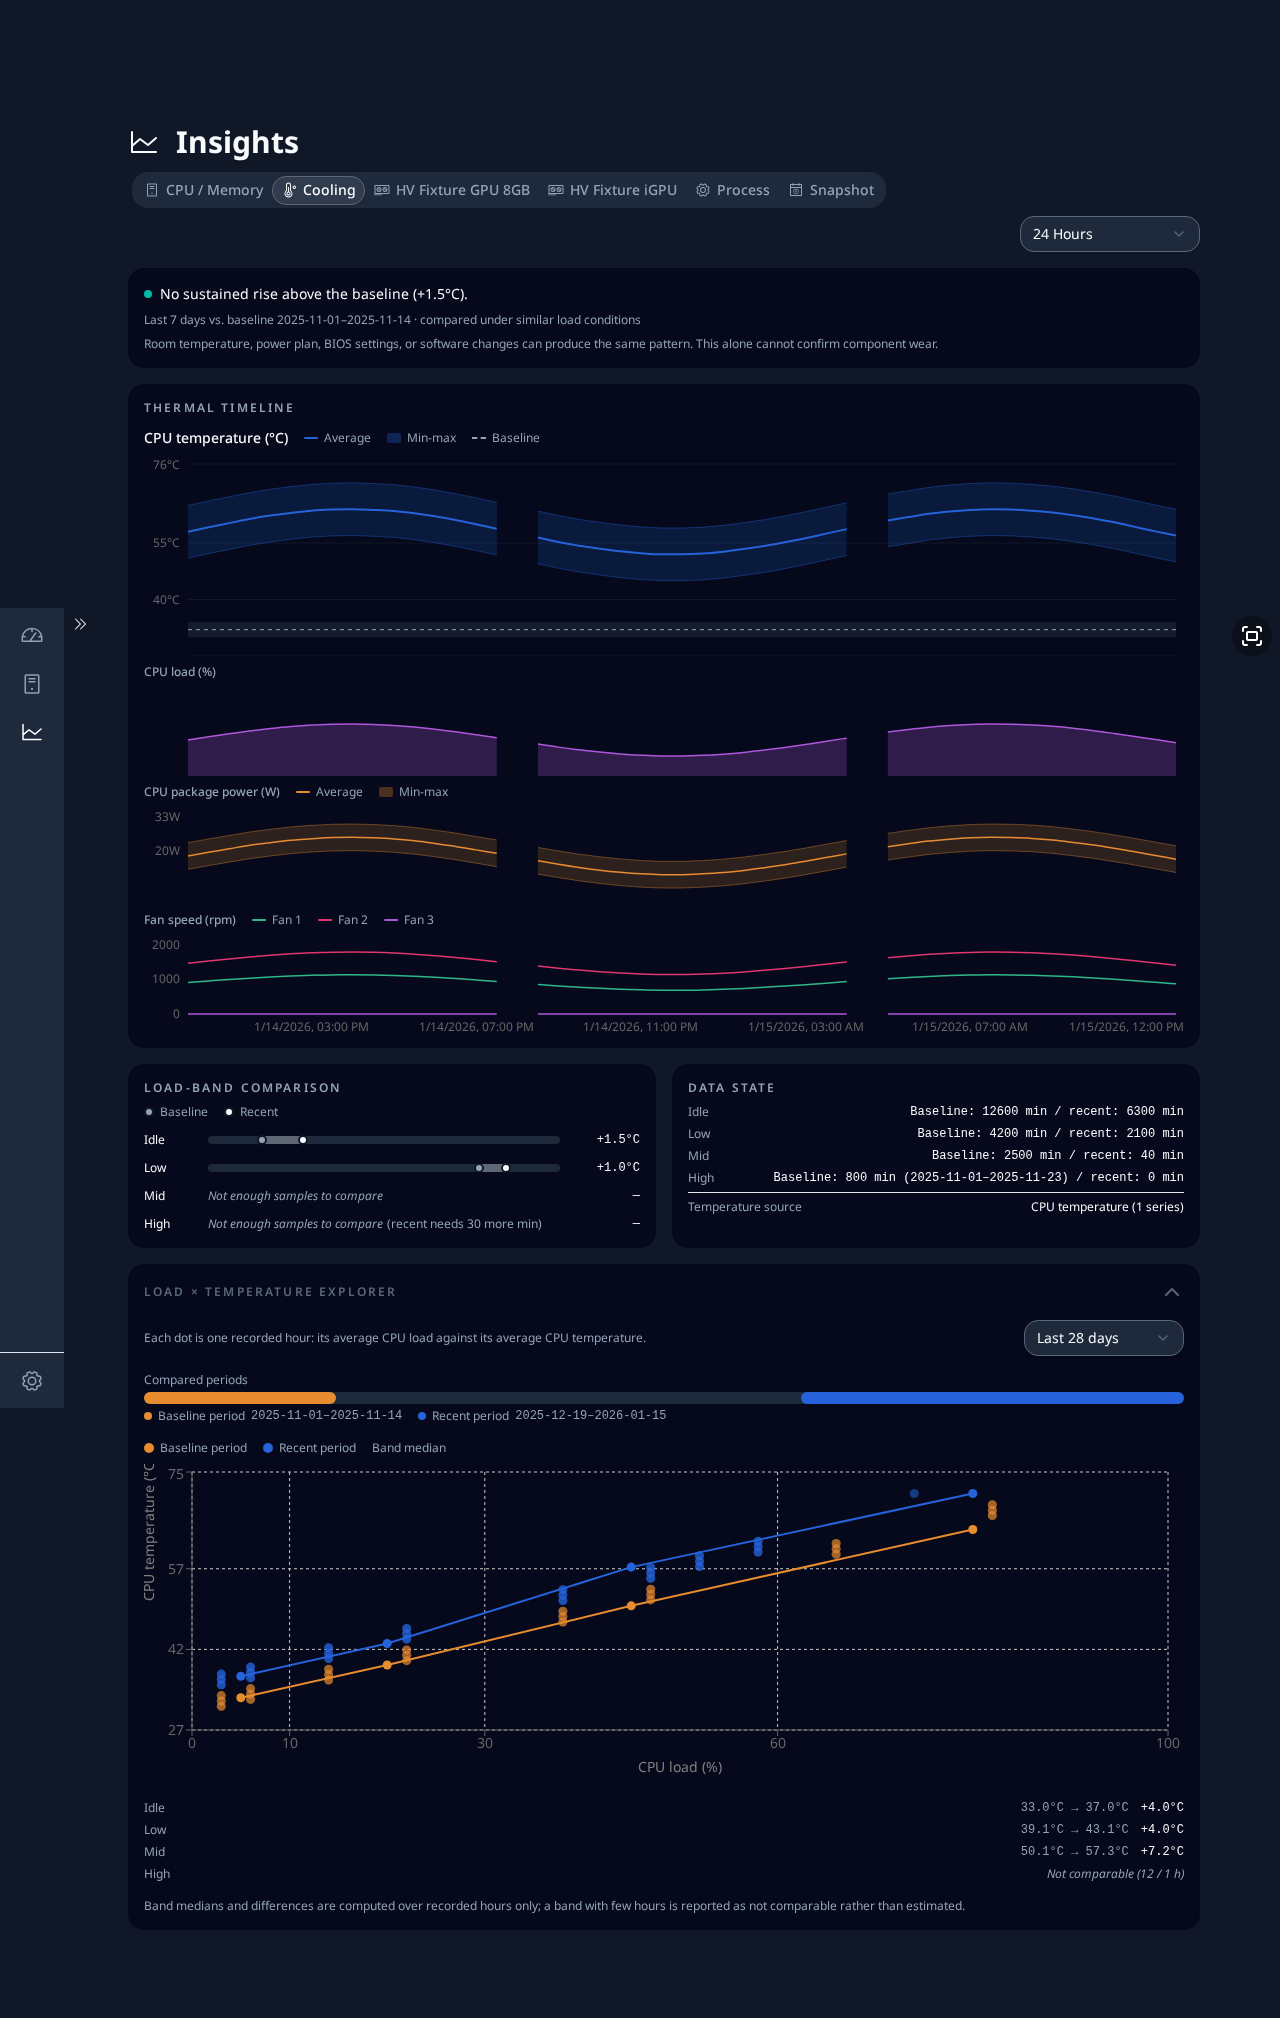 Insights
CPU / Memory
Cooling
HV Fixture GPU 8GB
HV Fixture iGPU
Process
Snapshot
24 Hours
No sustained rise above the baseline (+1.5°C).
Last 7 days vs. baseline 2025-11-01–2025-11-14 · compared under similar load conditions
Room temperature, power plan, BIOS settings, or software changes can produce the same pattern. This alone cannot confirm component wear.
THERMAL TIMELINE
CPU temperature (°C) Average Min-max Baseline
76°C
55°C
40°C
CPU load (%)
CPU package power (W) Average Min-max
33W
20W
Fan speed (rpm) Fan 1 Fan 2 Fan 3
2000
1000
0
1/14/2026, 03:00 PM 1/14/2026, 07:00 PM 1/14/2026, 11:00 PM 1/15/2026, 03:00 AM 1/15/2026, 07:00 AM 1/15/2026, 12:00 PM
LOAD-BAND COMPARISON
Baseline Recent
Idle +1.5°C
Low +1.0°C
Mid Not enough samples to compare —
High Not enough samples to compare (recent needs 30 more min) —
DATA STATE
Idle Baseline: 12600 min / recent: 6300 min
Low Baseline: 4200 min / recent: 2100 min
Mid Baseline: 2500 min / recent: 40 min
High Baseline: 800 min (2025-11-01–2025-11-23) / recent: 0 min
Temperature source CPU temperature (1 series)
LOAD × TEMPERATURE EXPLORER
Each dot is one recorded hour: its average CPU load against its average CPU temperature.
Last 28 days
Compared periods
Baseline period 2025-11-01–2025-11-14 Recent period 2025-12-19–2026-01-15
Baseline period Recent period Band median
CPU temperature (°C
75
57
42
27
0 10 30 60 100
CPU load (%)
Idle 33.0°C → 37.0°C +4.0°C
Low 39.1°C → 43.1°C +4.0°C
Mid 50.1°C → 57.3°C +7.2°C
High Not comparable (12 / 1 h)
Band medians and differences are computed over recorded hours only; a band with few hours is reported as not comparable rather than estimated.